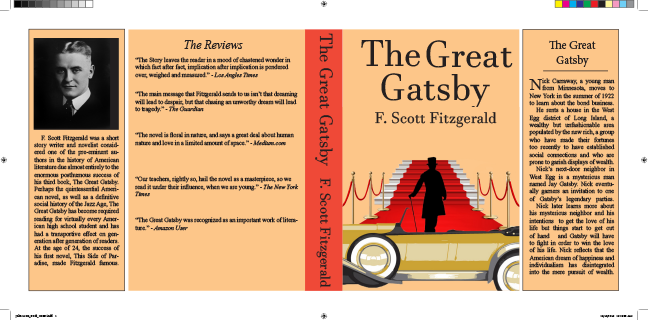 F. Scott Fitzgerald was a short
story writer and novelist consid-
ered one of the pre-eminent au-
thors in the history of American
literature due almost entirely to the
enormous posthumous success of
his third book, The Great Gatsby.
Perhaps the quintessential Ameri-
can novel, as well as a definitive
social history of the Jazz Age, The
Great Gatsby has become required
reading for virtually every Ameri-
can high school student and has
had a transportive effect on gen-
eration after generation of readers.
At the age of 24, the success of
his first novel, This Side of Par-
adise, made Fitzgerald famous.
The Reviews
“The Story leaves the reader in a mood of chastened wonder in
which fact after fact, implication after implication is pondered
over, weighed and measured.” - Los Angles Times
“The main message that Fitzgerald sends to us isn't that dreaming
will lead to despair, but that chasing an unworthy dream will lead
to tragedy.” - The Guardian
“The novel is floral in nature, and says a great deal about human
nature and love in a limited amount of space.” - Medium.com
“Our teachers, rightly so, hail the novel as a masterpiece, so we
read it under their influence, when we are young.” - The New York
Times
“The Great Gatsby was recognized as an important work of litera-
ture.” - Amazon User
The Great Gatsby F. Scott Fitzgerald
The Great
Gatsby
F. Scott Fitzgerald
The Great
Gatsby
Nick Carraway, a young man
from Minnesota, moves to
New York in the summer of 1922
to learn about the bond business.
He rents a house in the West
Egg district of Long Island, a
wealthy but unfashionable area
populated by the new rich, a group
who have made their fortunes
too recently to have established
social connections and who are
prone to garish displays of wealth.
Nick's next-door neighbor in
West Egg is a mysterious man
named Jay Gatsby. Nick eventu-
ally garners an invitation to one
of Gatsby's legendary parties.
Nick later learns more about
his mysterious neighbor and his
intentions to get the love of his
life but things start to get out
of hand and Gatsby will have
to fight in order to win the love
of his life. Nick reflects that the
American dream of happiness and
individualism has disintegrated
into the mere pursuit of wealth.